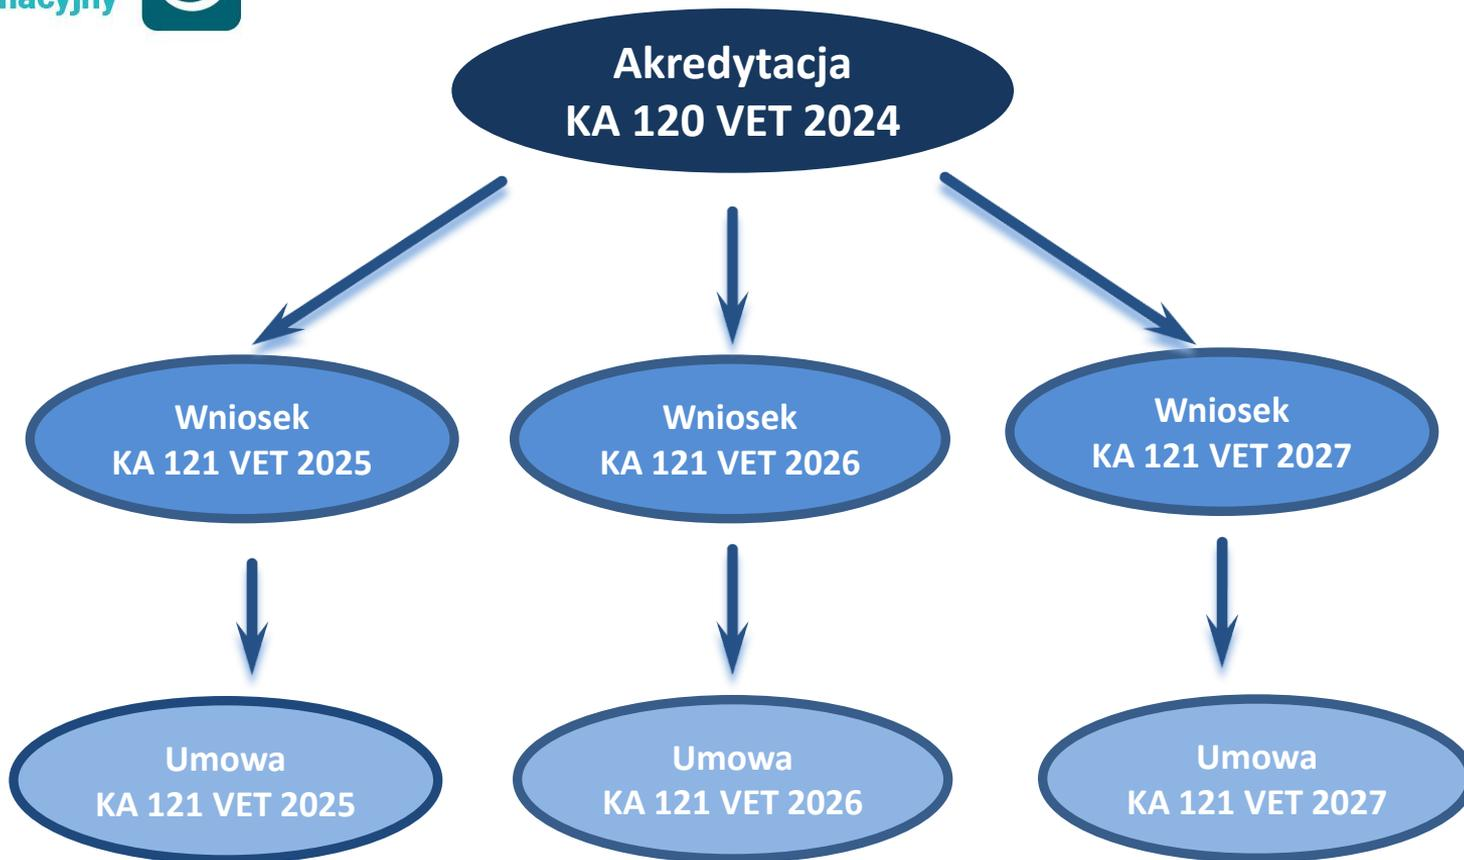 Akredytacja
KA 120 VET 2024
Wniosek
KA 121 VET 2025
Wniosek
KA 121 VET 2026
Wniosek
KA 121 VET 2027
Umowa
KA 121 VET 2025
Umowa
KA 121 VET 2026
Umowa
KA 121 VET 2027